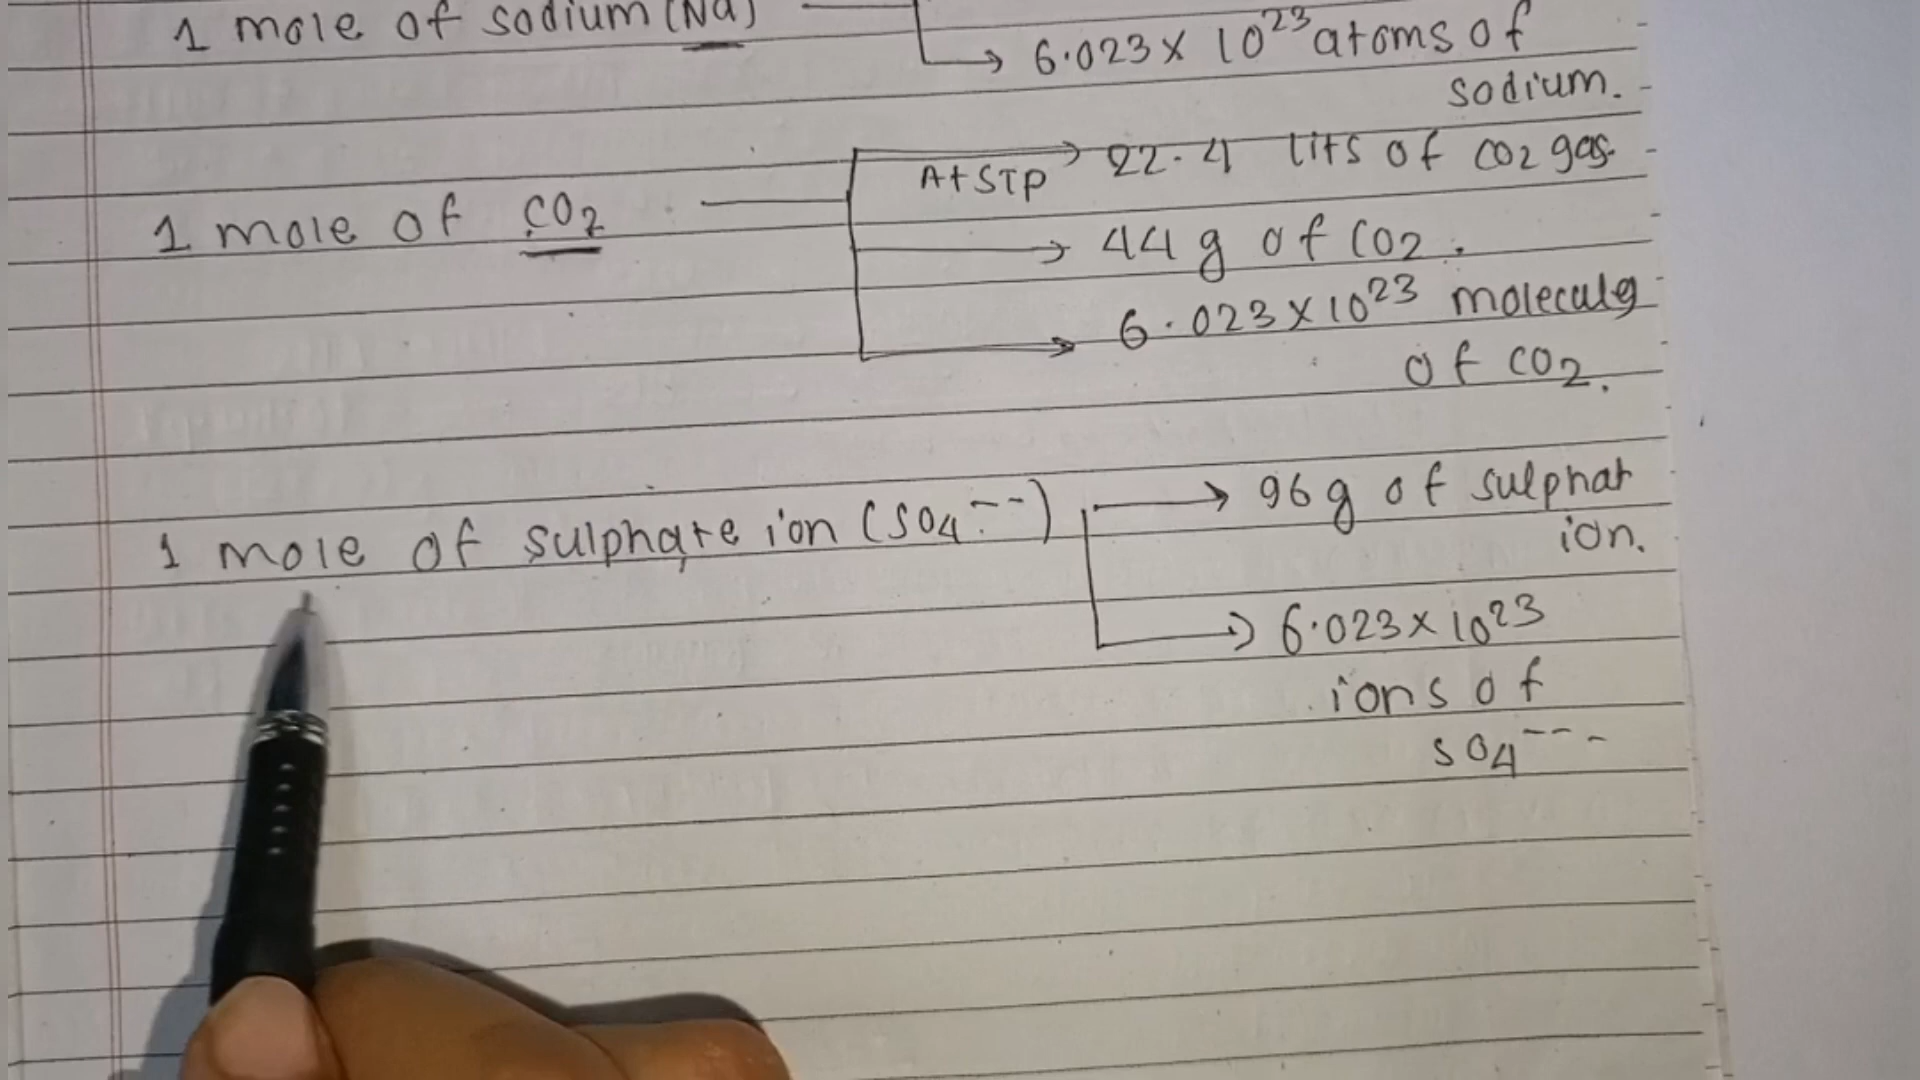 1 mole of sodium (Na)
6.023 x 10²³ atoms of
sodium.
At STP 22.4 lits of CO2 gas.
1 mole of CO2
44 g of CO2.
6.023 x 10²³ molecules
of CO2.
1 mole of sulphate ion (SO4--)
96g of sulphat
ion.
6.023 x 10²³
ions of
SO4---